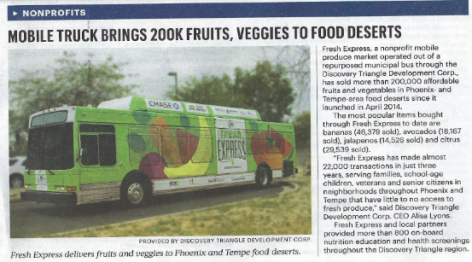 ▸ NONPROFITS
MOBILE TRUCK BRINGS 200K FRUITS, VEGGIES TO FOOD DESERTS
CHASE
Fresh
EXPRESS
PROVIDED BY DISCOVERY TRIANGLE DEVELOPMENT CORP.
Fresh Express delivers fruits and veggies to Phoenix and Tempe food deserts.
Fresh Express, a nonprofit mobile
produce market operated out of a
repurposed municipal bus through the
Discovery Triangle Development Corp.,
has sold more than 200,000 affordable
fruits and vegetables in Phoenix- and
Tempe-area food deserts since it
launched in April 2014.
The most popular items bought
through Fresh Express to date are
bananas (46,379 sold), avocados (18,167
sold), jalapenos (14,526 sold) and citrus
(29,539 sold).
"Fresh Express has made almost
22,000 transactions in just three
years, serving families, school-age
children, veterans and senior citizens in
neighborhoods throughout Phoenix and
Tempe that have little to no access to
fresh produce," said Discovery Triangle
Development Corp. CEO Alisa Lyons.
Fresh Express and local partners
provided more than 800 on-board
nutrition education and health screenings
throughout the Discovery Triangle region.